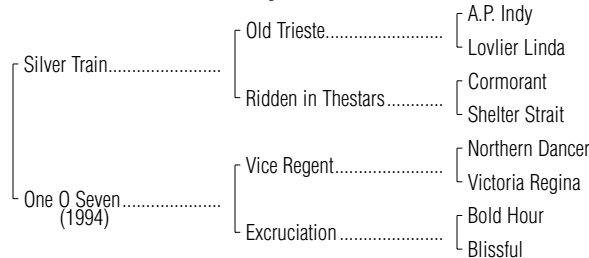 A.P. Indy
Old Trieste
Lovlier Linda
Silver Train
Cormorant
Ridden in Thestars
Shelter Strait
Northern Dancer
Vice Regent
Victoria Regina
One O Seven
(1994)
Bold Hour
Excruciation
Blissful